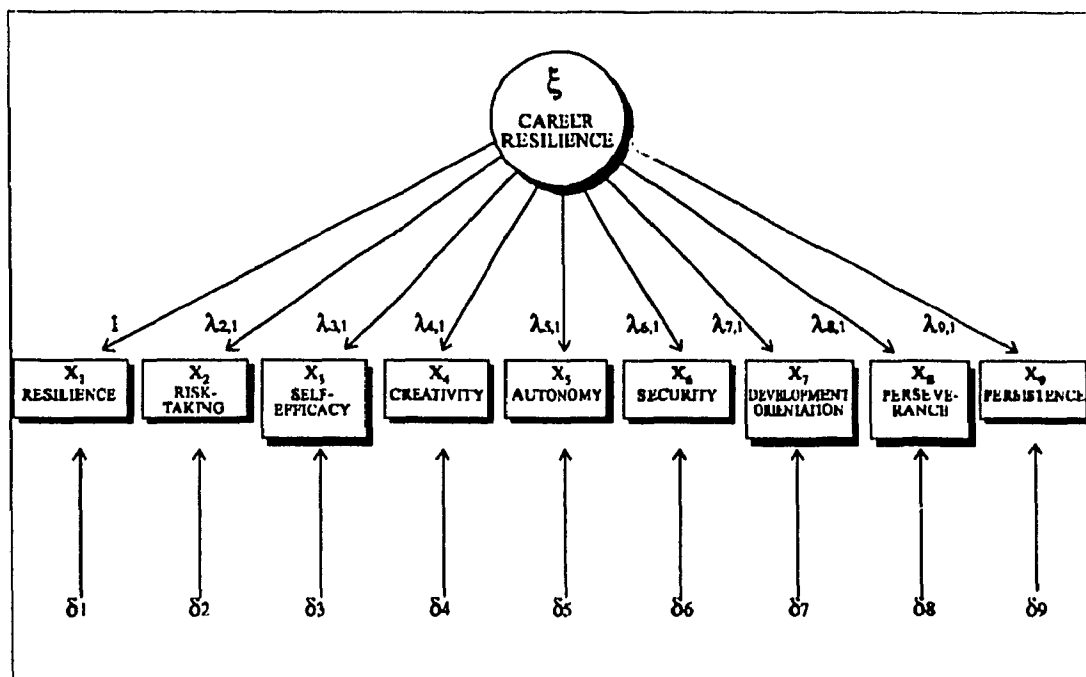 ξ
CAREER
RESILIENCE
1 λ2,1 λ3,1 λ4,1 λ5,1 λ6,1 λ7,1 λ8,1 λ9,1
X1
RESILIENCE
X2
RISK-
TAKING
X3
SELF-
EFFICACY
X4
CREATIVITY
X5
AUTONOMY
X6
SECURITY
X7
DEVELOPMENT
ORIENTATION
X8
PERSEVE-
RANCE
X9
PERSISTENCE
δ1 δ2 δ3 δ4 δ5 δ6 δ7 δ8 δ9